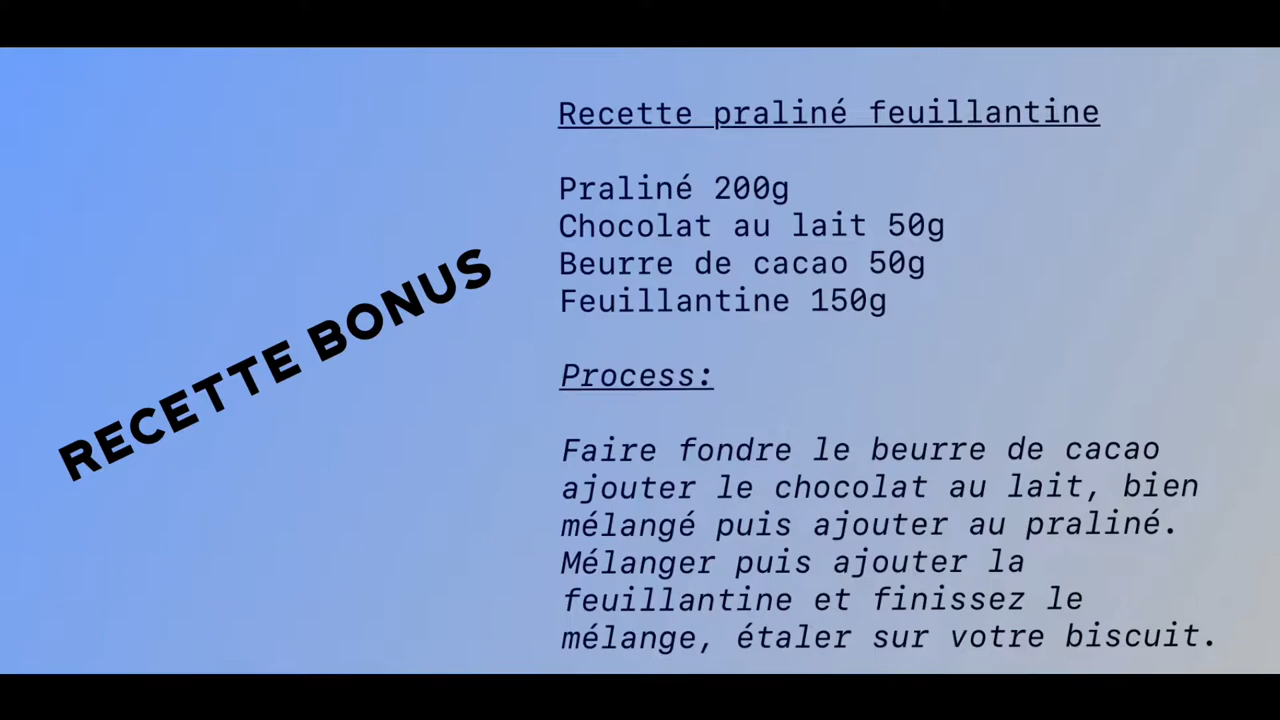 RECETTE BONUS
Recette praliné feuillantine
Praliné 200g
Chocolat au lait 50g
Beurre de cacao 50g
Feuillantine 150g
Process:
Faire fondre le beurre de cacao
ajouter le chocolat au lait, bien
mélangé puis ajouter au praliné.
Mélanger puis ajouter la
feuillantine et finissez le
mélange, étaler sur votre biscuit.